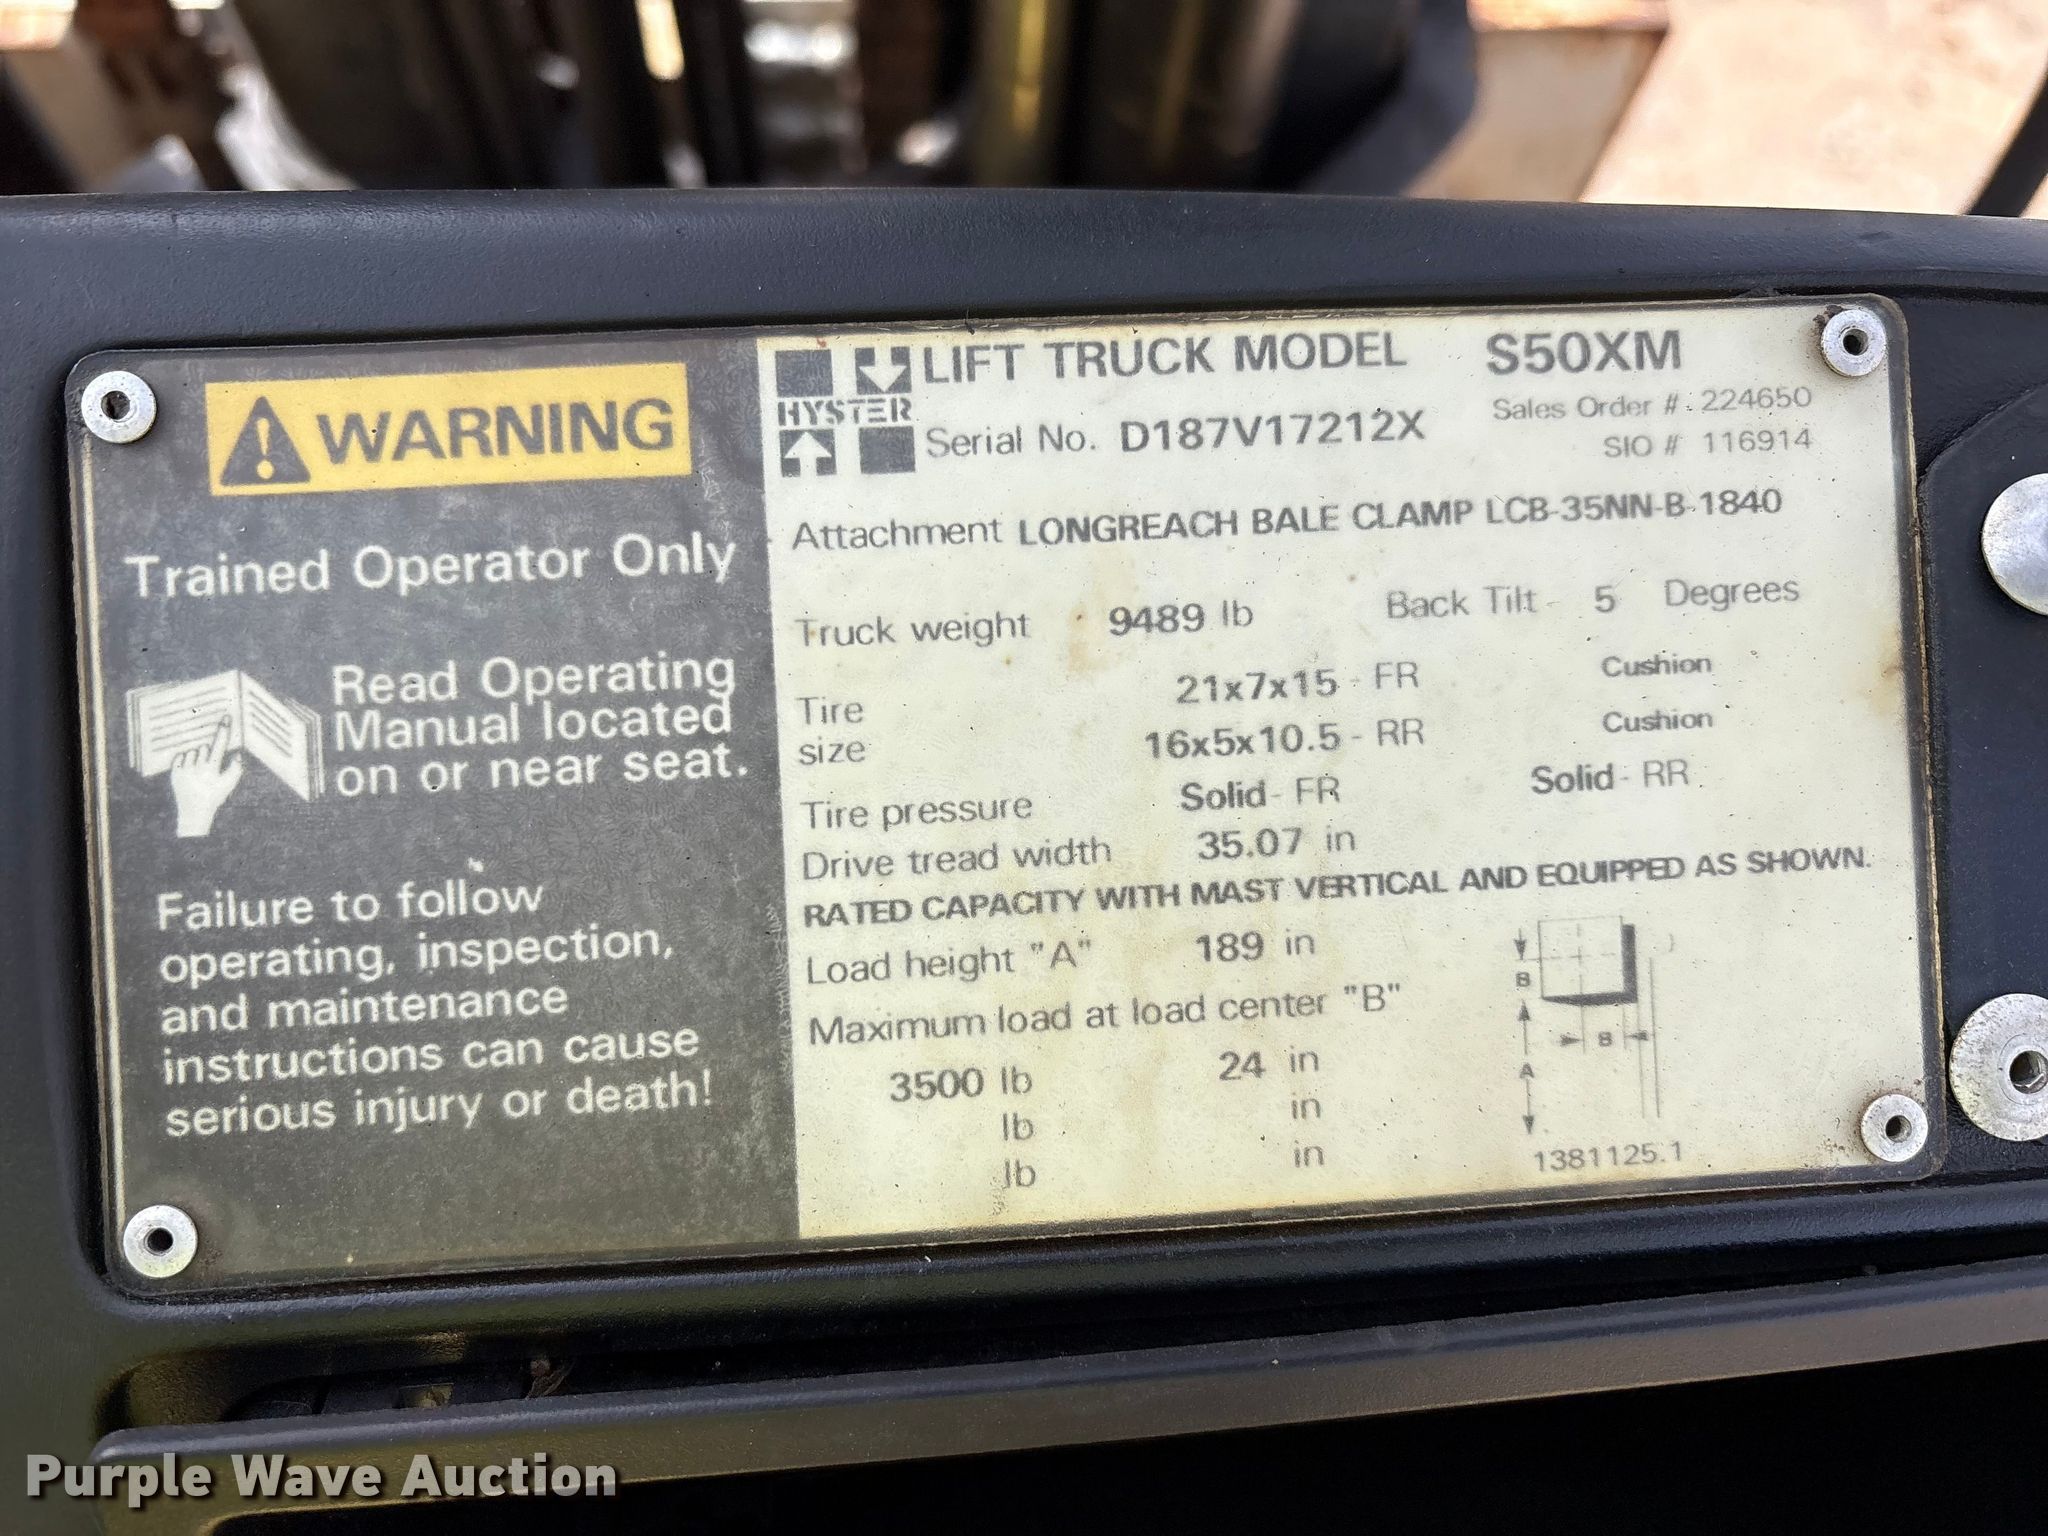 WARNING
Trained Operator Only
Read Operating
Manual located
on or near seat.
Failure to follow
operating, inspection,
and maintenance
instructions can cause
serious injury or death!
HYSTER
LIFT TRUCK MODEL S50XM
Serial No. D187V17212X
Sales Order # 224650
SIO # 116914
Attachment LONGREACH BALE CLAMP LCB-35NN-B-1840
Truck weight 9489 lb Back Tilt 5 Degrees
Tire size 21x7x15 - FR Cushion
16x5x10.5 - RR Cushion
Tire pressure Solid - FR Solid - RR
Drive tread width 35.07 in
RATED CAPACITY WITH MAST VERTICAL AND EQUIPPED AS SHOWN.
Load height "A" 189 in
Maximum load at load center "B"
3500 lb 24 in
lb in
lb in
B
B
A
1381125.1
Purple Wave Auction